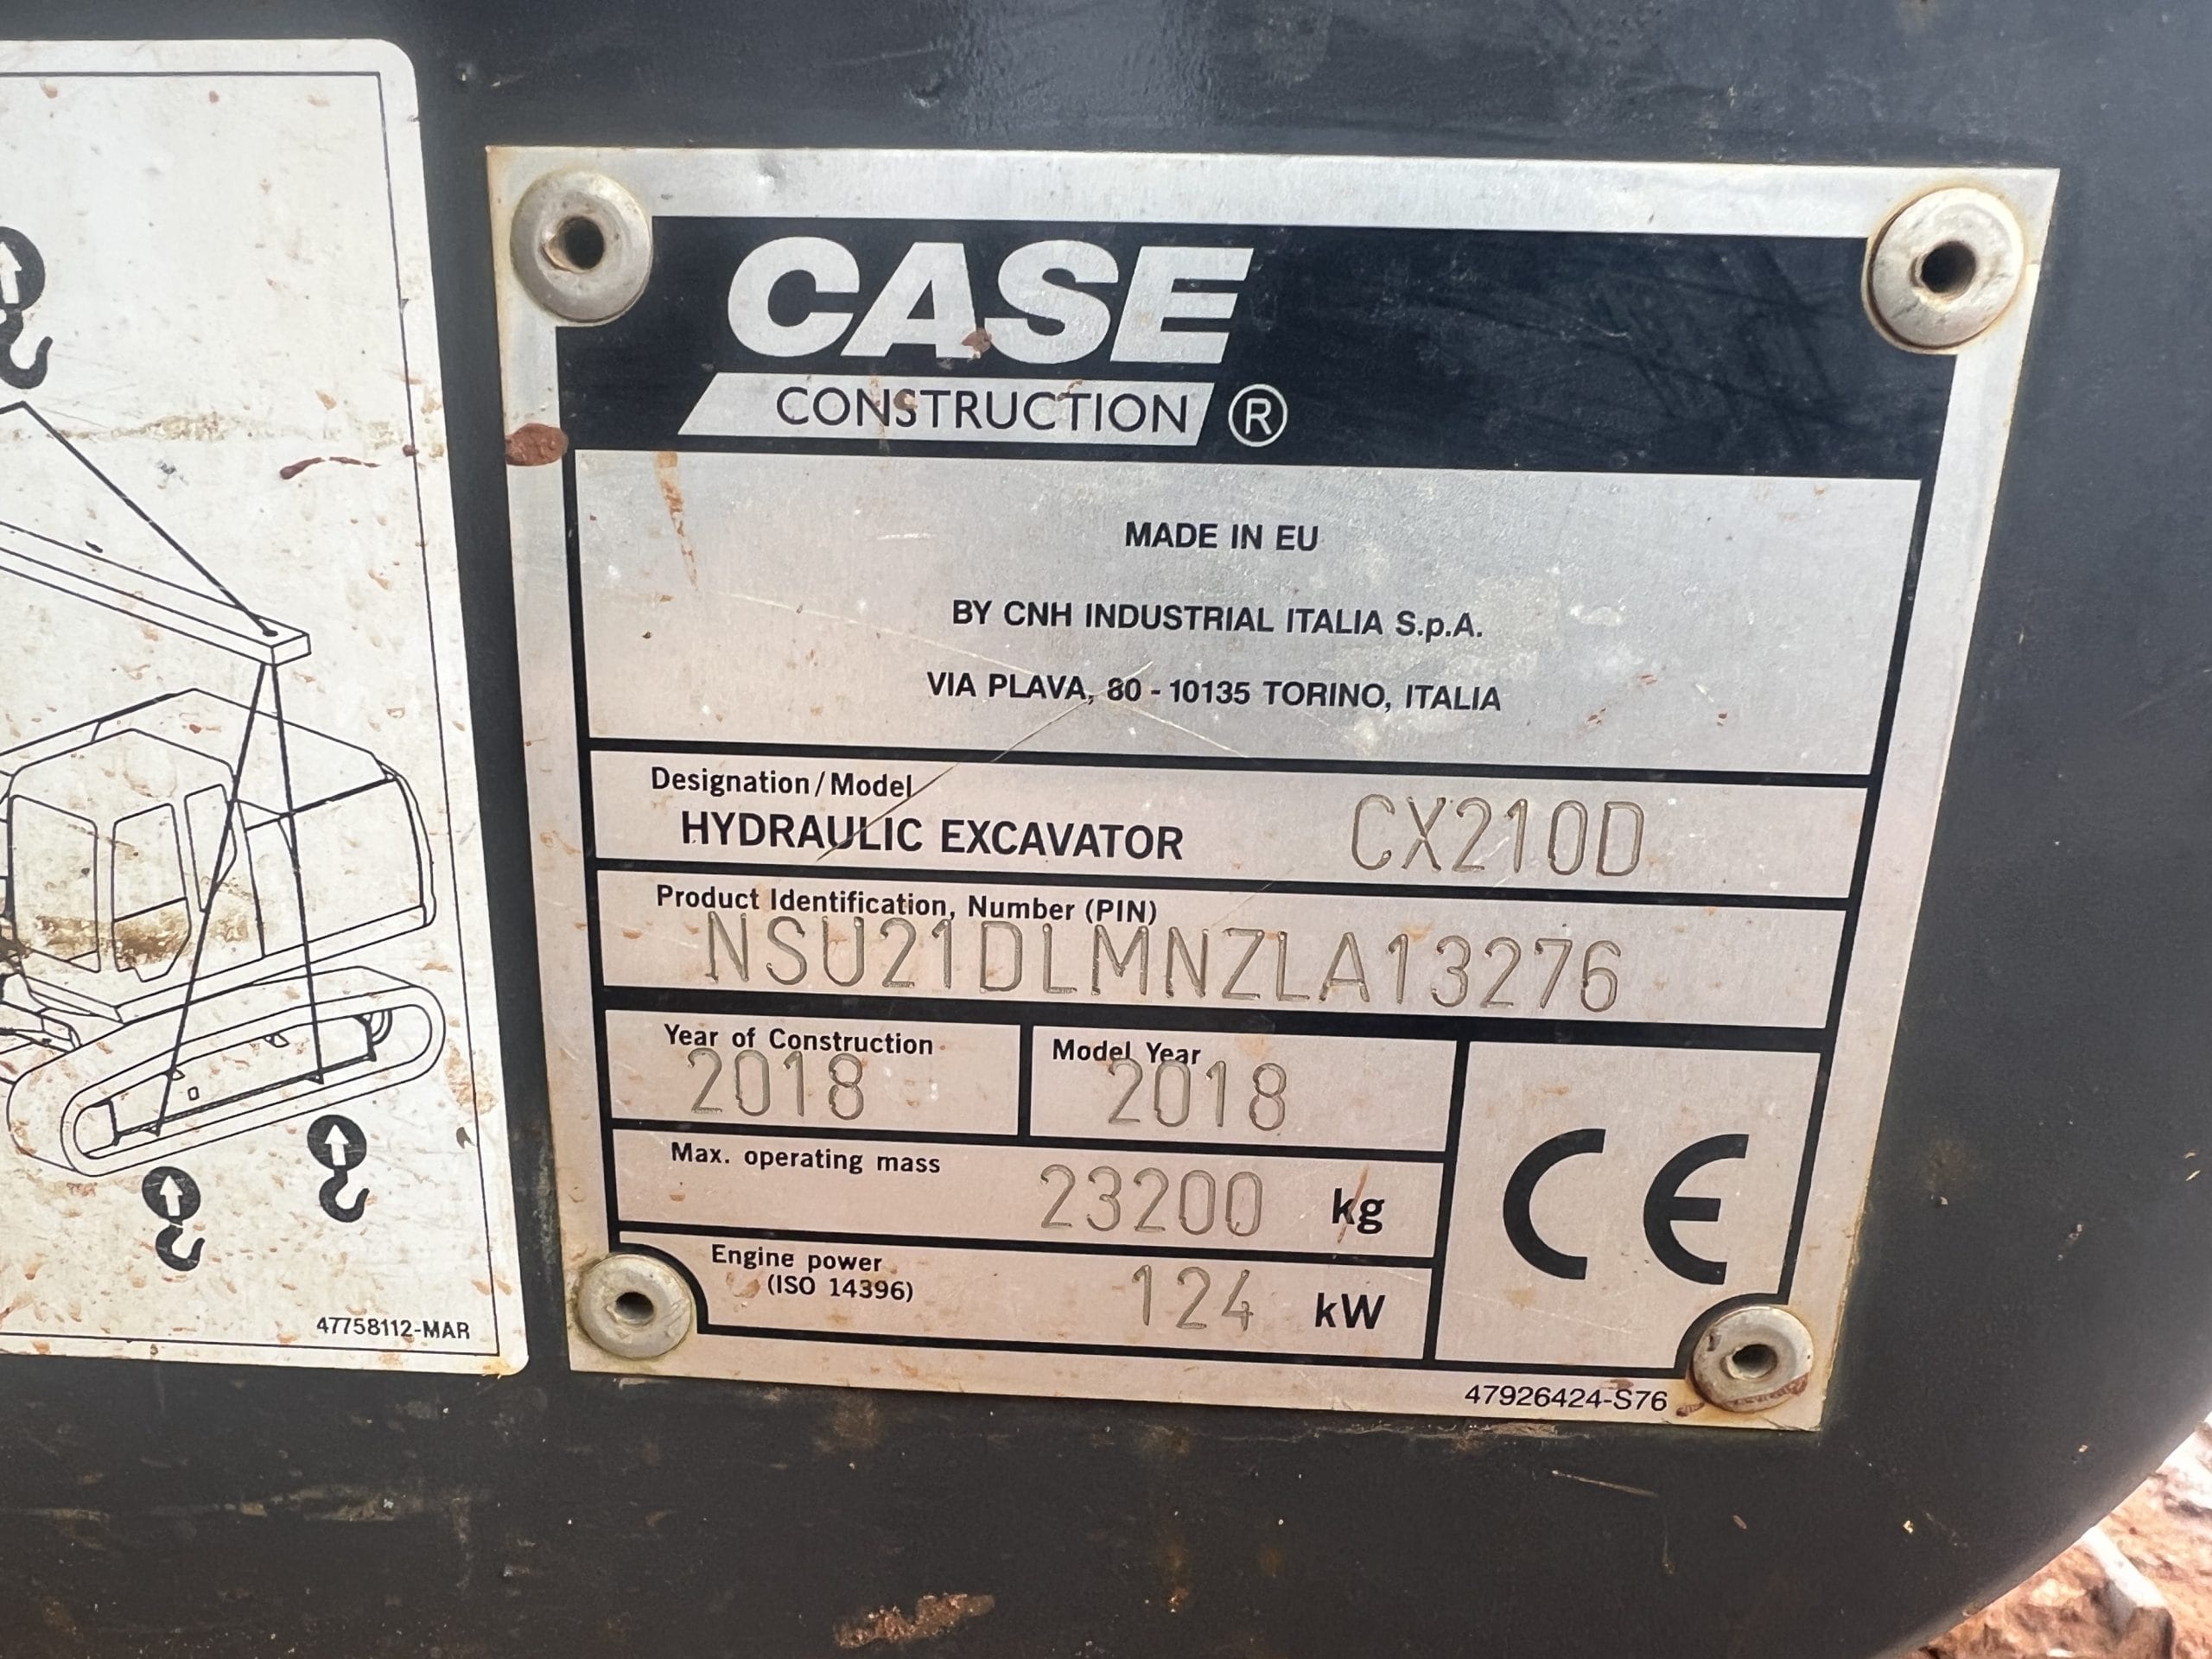 CASE
CONSTRUCTION ®
MADE IN EU
BY CNH INDUSTRIAL ITALIA S.p.A.
VIA PLAVA, 80 - 10135 TORINO, ITALIA
Designation/Model
HYDRAULIC EXCAVATOR CX210D
Product Identification, Number (PIN)
NSU21DLMNZLA13276
Year of Construction Model Year
2018 2018
Max. operating mass 23200 kg
Engine power
(ISO 14396) 124 kW
CE
47926424-S76
47758112-MAR